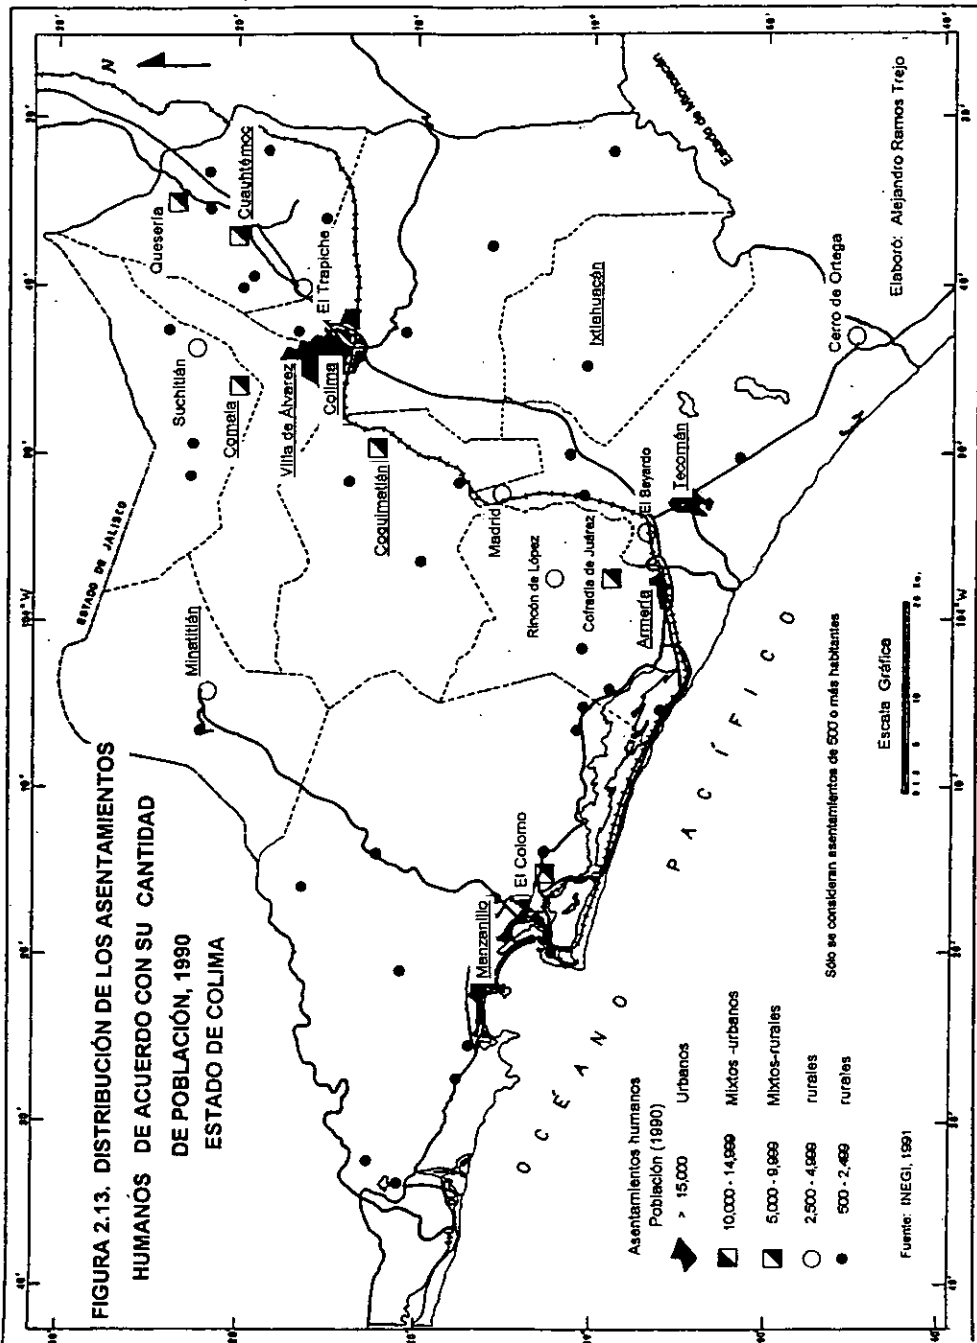 FIGURA 2.13. DISTRIBUCIÓN DE LOS ASENTAMIENTOS
HUMANOS DE ACUERDO CON SU CANTIDAD
DE POBLACIÓN, 1990
ESTADO DE COLIMA
N
ESTADO DE JALISCO
Estado de Michoacán
Quesería
Cuauhtémoc
El Trapiche
Suchitlán
Comala
Villa de Álvarez
Colima
Minatitlán
Coquimatlán
Madrid
Ixtlahuacán
Rincón de López
Cofradía de Juárez
El Bayardo
Tecomán
Armería
Cerro de Ortega
El Colomo
Manzanillo
OCÉANO PACÍFICO
104°W
104°W
Asentamientos humanos
Población (1990)
> 15,000 Urbanos
10,000 - 14,999 Mixtos -urbanos
5,000 - 9,999 Mixtos-rurales
2,500 - 4,999 rurales
500 - 2,499 rurales
Fuente: INEGI, 1991
Sólo se consideran asentamientos de 500 o más habitantes
Escala Gráfica
Elaboró: Alejandro Ramos Trejo